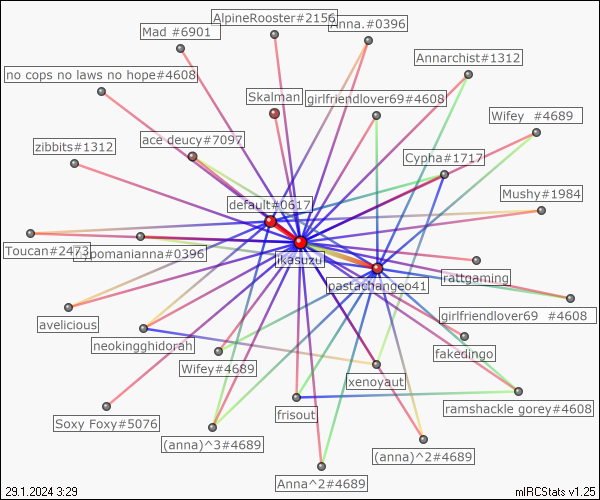 AlpineRooster#2156
Anna.#0396
Mad #6901
Annarchist#1312
no cops no laws no hope#4608
Skalman
girlfriendlover69#4608
Wifey #4689
zibbits#1312
ace deucy#7097
Cypha#1717
default#0617
Mushy#1984
Toucan#2473
pomanianna#0396
ikasuzu
rattgaming
pastachangeo41
avelicious
girlfriendlover69 #4608
neokingghidorah
fakedingo
Wifey#4689
xenoyaut
Soxy Foxy#5076
frisout
ramshackle gorey#4608
(anna)^3#4689
(anna)^2#4689
Anna^2#4689
29.1.2024 3:29
mIRCStats v1.25